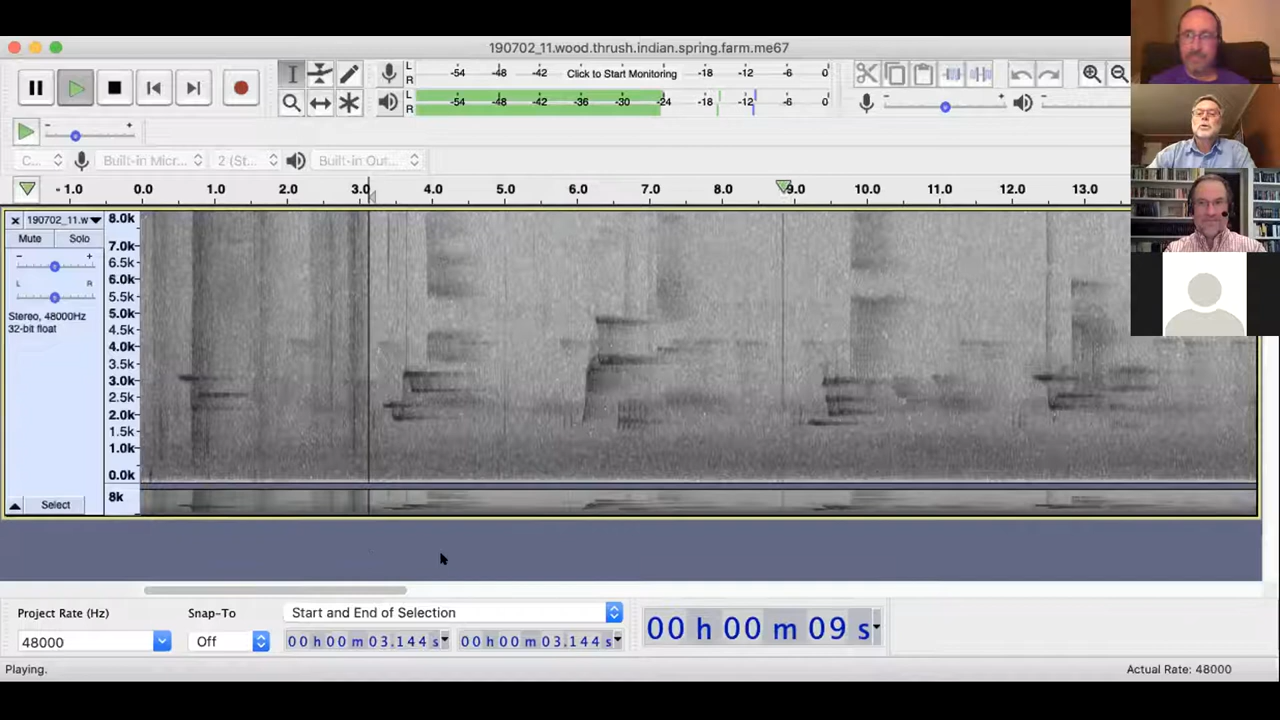 190702_11.wood.thrush.indian.spring.farm.me67
L
R
-54 -48 -42 Click to Start Monitoring -18 -12 -6 0
L
R
-54 -48 -42 -36 -30 -24 -18 -12 -6 0
- +
- +
-
- +
C... Built-in Micr... 2 (St... Built-in Out...
-1.0 0.0 1.0 2.0 3.0 4.0 5.0 6.0 7.0 8.0 9.0 10.0 11.0 12.0 13.0
190702_11.w
Mute Solo
- +
L R
Stereo, 48000Hz
32-bit float
8.0k
7.0k
6.5k
6.0k
5.5k
5.0k
4.5k
4.0k
3.5k
3.0k
2.5k
2.0k
1.5k
1.0k
0.0k
8k
Select
Project Rate (Hz) Snap-To Start and End of Selection
48000 Off 00 h 00 m 03.144 s 00 h 00 m 03.144 s
00 h 00 m 09 s
Playing. Actual Rate: 48000